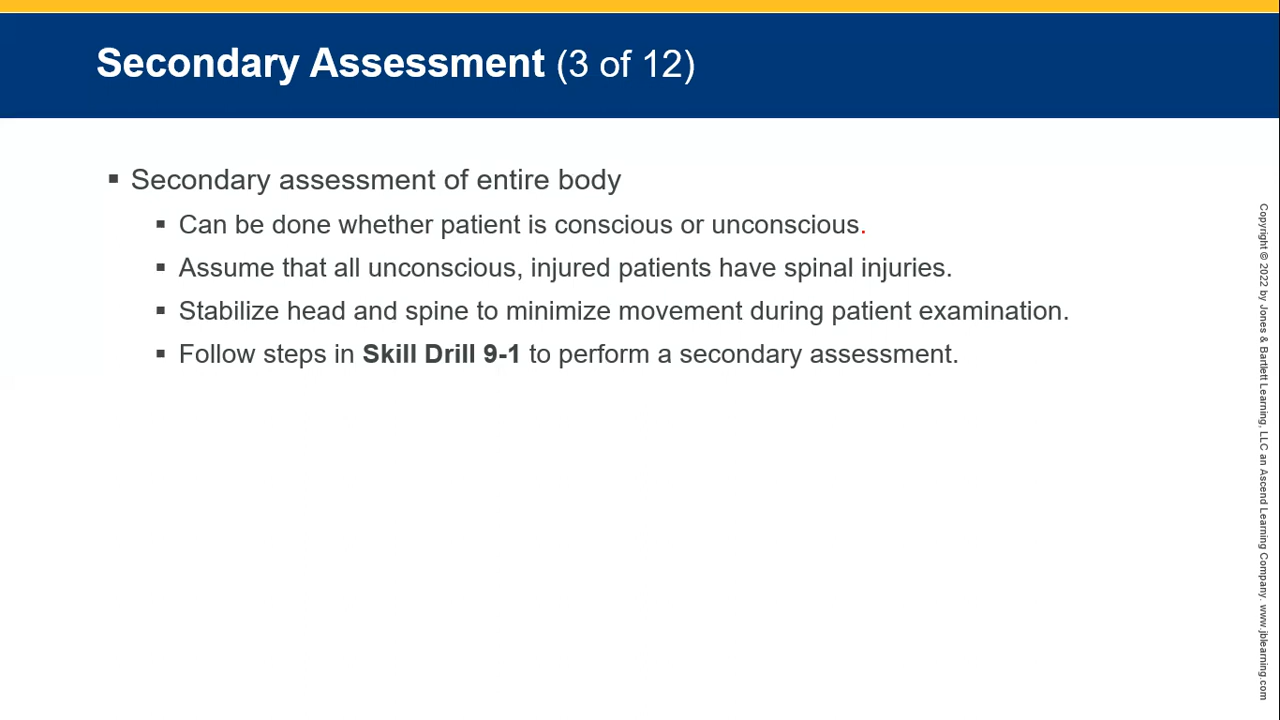 Secondary Assessment (3 of 12)
▪ Secondary assessment of entire body
▪ Can be done whether patient is conscious or unconscious.
▪ Assume that all unconscious, injured patients have spinal injuries.
▪ Stabilize head and spine to minimize movement during patient examination.
▪ Follow steps in Skill Drill 9-1 to perform a secondary assessment.
Copyright © 2022 by Jones & Bartlett Learning, LLC an Ascend Learning Company. www.jblearning.com